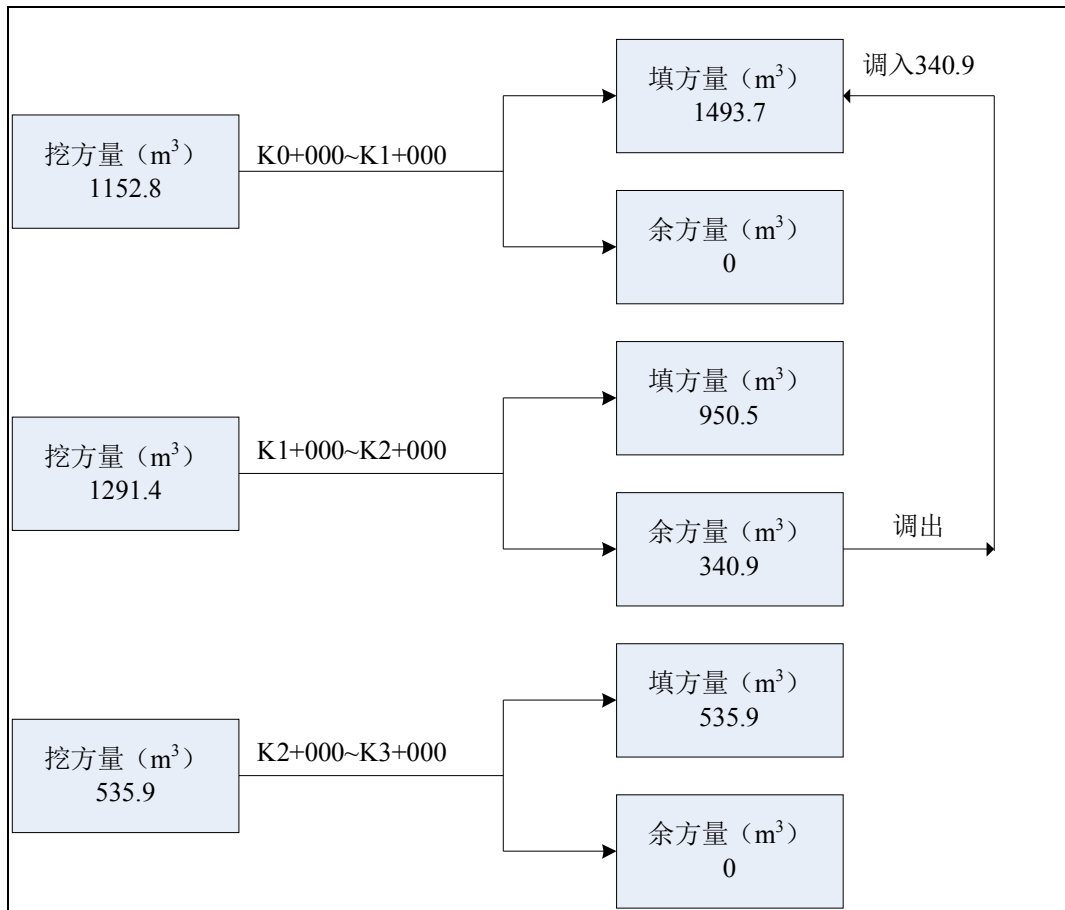 填方量（m³）
1493.7
调入340.9
挖方量（m³）
1152.8
K0+000~K1+000
余方量（m³）
0
填方量（m³）
950.5
挖方量（m³）
1291.4
K1+000~K2+000
余方量（m³）
340.9
调出
填方量（m³）
535.9
挖方量（m³）
535.9
K2+000~K3+000
余方量（m³）
0